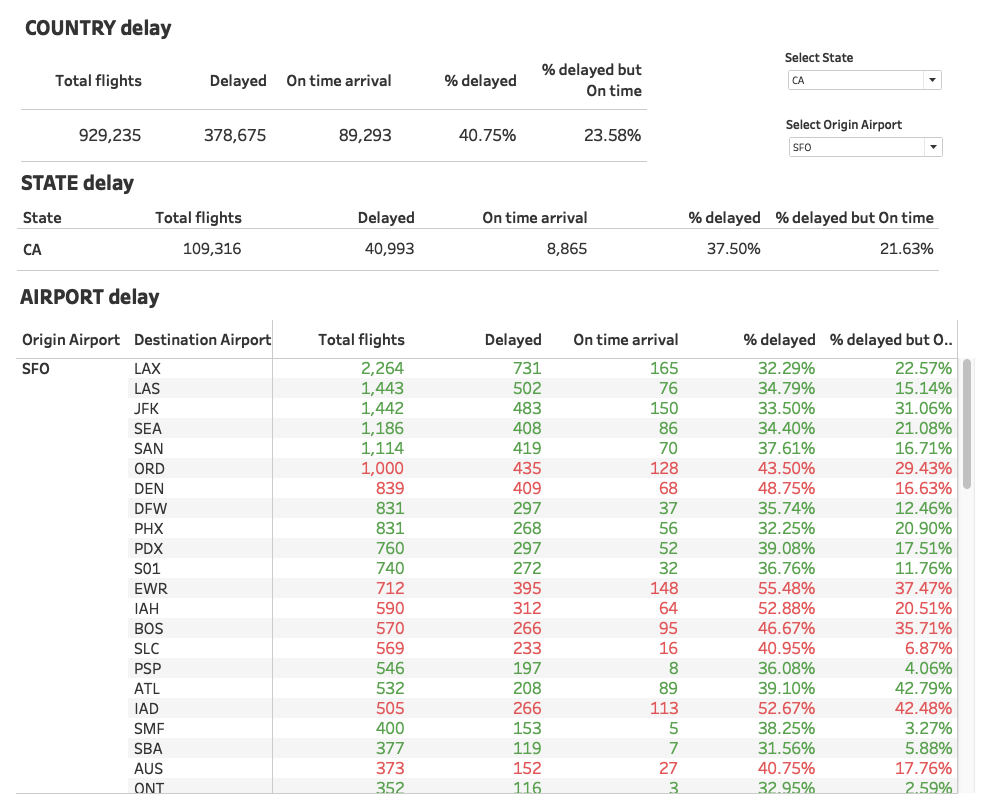 COUNTRY delay
Total flights Delayed On time arrival % delayed % delayed but On time
929,235 378,675 89,293 40.75% 23.58%
Select State
CA
Select Origin Airport
SFO
STATE delay
State Total flights Delayed On time arrival % delayed % delayed but On time
CA 109,316 40,993 8,865 37.50% 21.63%
AIRPORT delay
Origin Airport Destination Airport Total flights Delayed On time arrival % delayed % delayed but O..
SFO LAX 2,264 731 165 32.29% 22.57%
LAS 1,443 502 76 34.79% 15.14%
JFK 1,442 483 150 33.50% 31.06%
SEA 1,186 408 86 34.40% 21.08%
SAN 1,114 419 70 37.61% 16.71%
ORD 1,000 435 128 43.50% 29.43%
DEN 839 409 68 48.75% 16.63%
DFW 831 297 37 35.74% 12.46%
PHX 831 268 56 32.25% 20.90%
PDX 760 297 52 39.08% 17.51%
S01 740 272 32 36.76% 11.76%
EWR 712 395 148 55.48% 37.47%
IAH 590 312 64 52.88% 20.51%
BOS 570 266 95 46.67% 35.71%
SLC 569 233 16 40.95% 6.87%
PSP 546 197 8 36.08% 4.06%
ATL 532 208 89 39.10% 42.79%
IAD 505 266 113 52.67% 42.48%
SMF 400 153 5 38.25% 3.27%
SBA 377 119 7 31.56% 5.88%
AUS 373 152 27 40.75% 17.76%
ONT 352 116 3 32.95% 2.59%